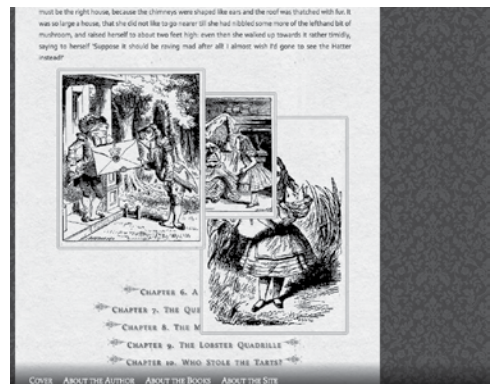 must be the right house, because the chimneys were shaped like ears and the roof was thatched with fur. It
was so large a house, that she did not like to go nearer till she had nibbled some more of the lefthand bit of
mushroom, and raised herself to about two feet high: even then she walked up towards it rather timidly,
saying to herself 'Suppose it should be raving mad after all! I almost wish I'd gone to see the Hatter
instead!'
CHAPTER 6. A
CHAPTER 7. THE QUE
CHAPTER 8. THE M
CHAPTER 9. THE LOBSTER QUADRILLE
CHAPTER 10. WHO STOLE THE TARTS?
COVER ABOUT THE AUTHOR ABOUT THE BOOKS ABOUT THE SITE